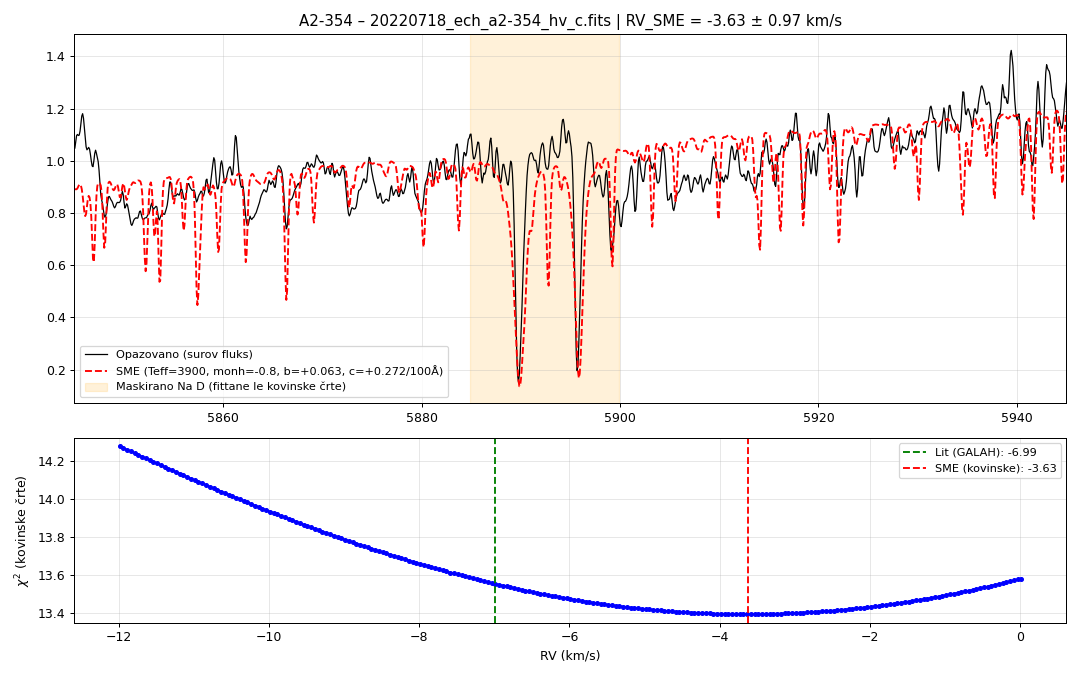 A2-354 – 20220718_ech_a2-354_hv_c.fits | RV_SME = -3.63 ± 0.97 km/s
1.4
1.2
1.0
0.8
0.6
0.4
0.2
Opazovano (surov fluks)
SME (Teff=3900, monh=-0.8, b=+0.063, c=+0.272/100Å)
Maskirano Na D (fittane le kovinske črte)
5860 5880 5900 5920 5940
χ² (kovinske črte)
14.2
14.0
13.8
13.6
13.4
Lit (GALAH): -6.99
SME (kovinske): -3.63
−12 −10 −8 −6 −4 −2 0
RV (km/s)